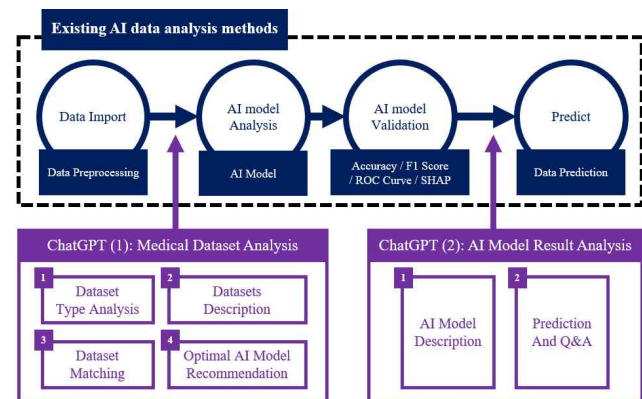 Existing AI data analysis methods
Data Import
Data Preprocessing
AI model
Analysis
AI Model
AI model
Validation
Accuracy / F1 Score
/ ROC Curve / SHAP
Predict
Data Prediction
ChatGPT (1): Medical Dataset Analysis
1
Dataset
Type Analysis
2
Datasets
Description
3
Dataset
Matching
4
Optimal AI Model
Recommendation
ChatGPT (2): AI Model Result Analysis
1
AI Model
Description
2
Prediction
And Q&A